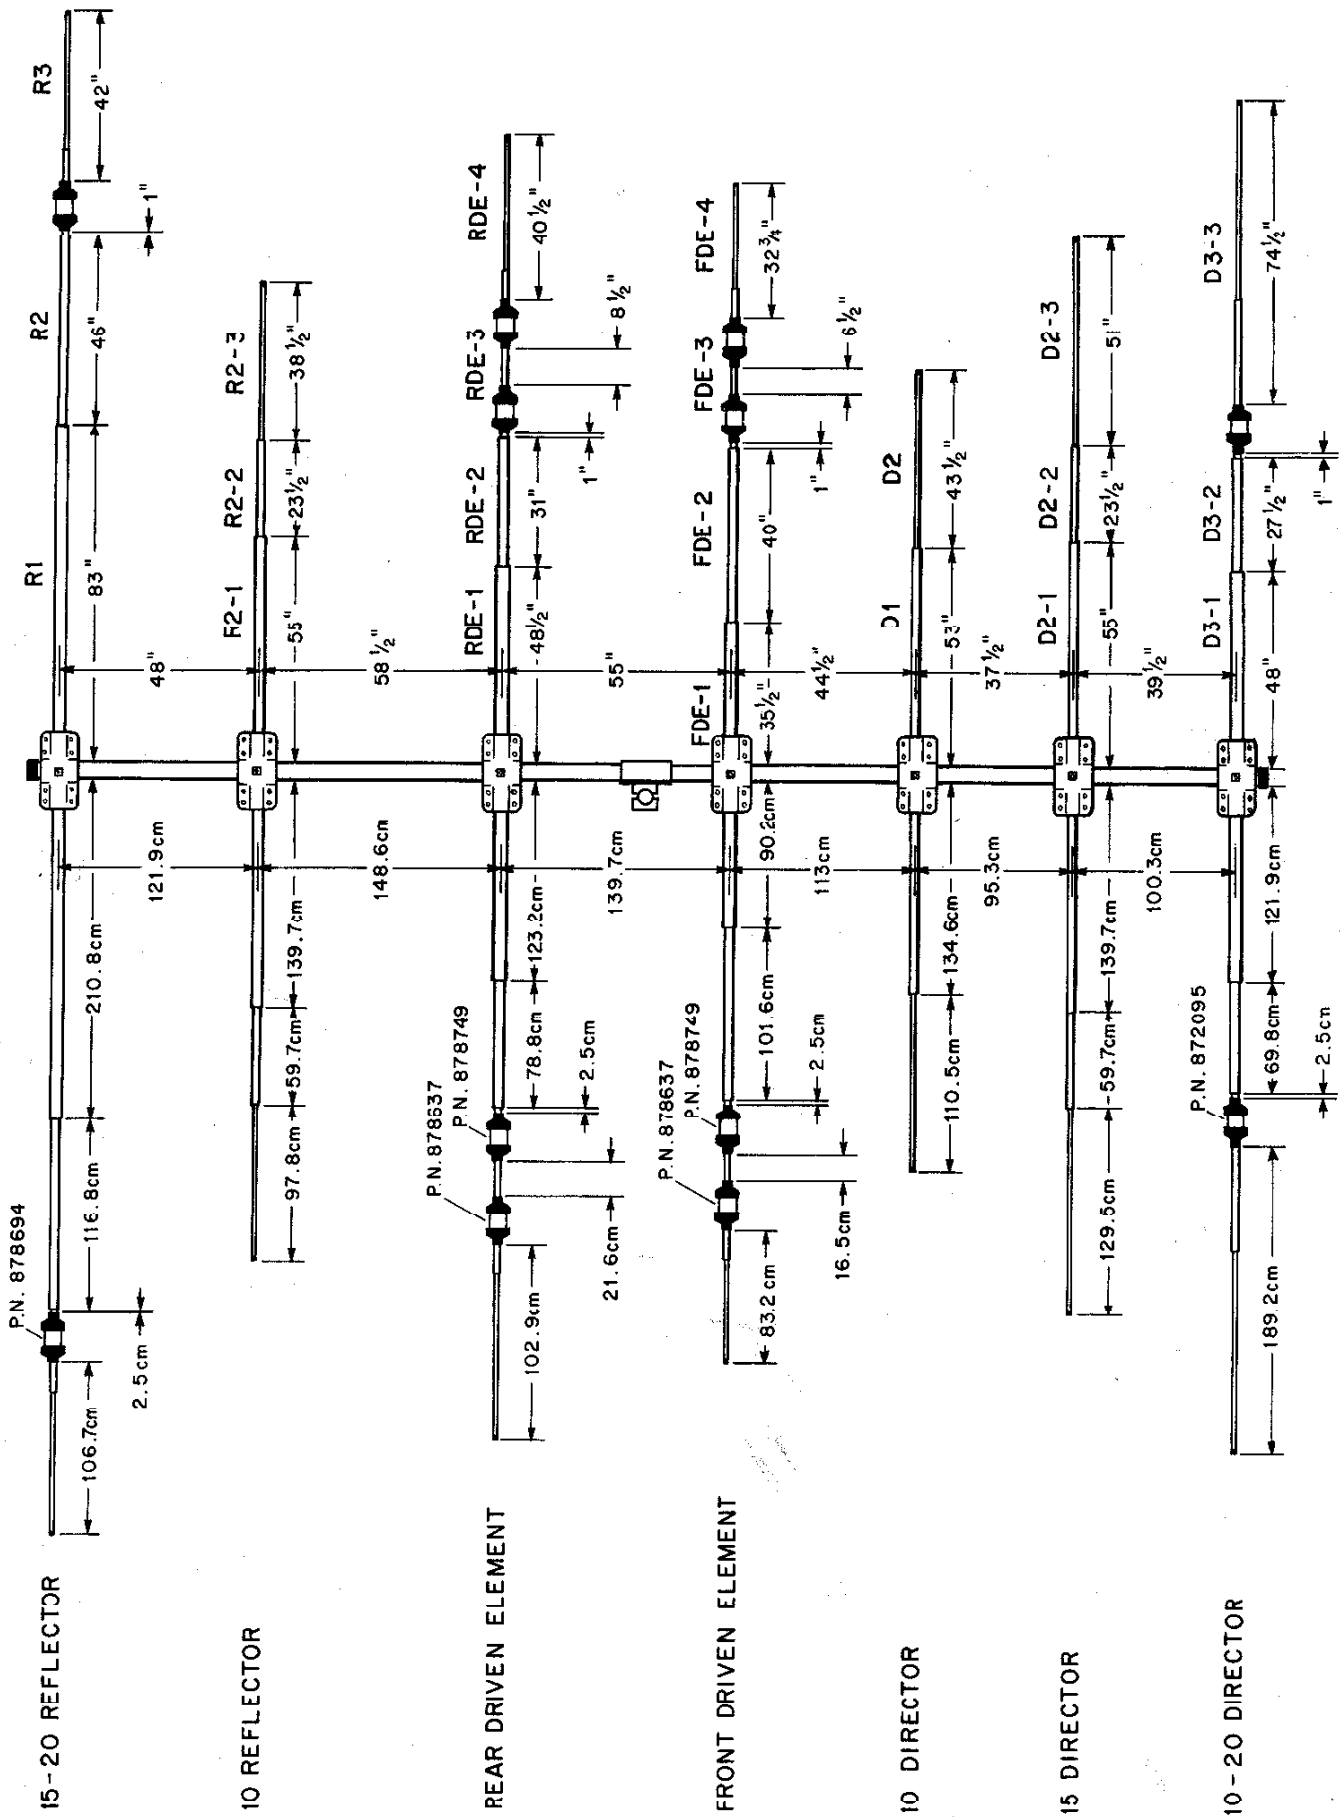 15-20 REFLECTOR
P.N. 878694
R1
R2
R3
83"
46"
42"
1"
210.8cm
116.8cm
106.7cm
2.5cm
48"
121.9cm
10 REFLECTOR
R2-1
R2-2
R2-3
55"
23½"
38½"
139.7cm
59.7cm
97.8cm
58½"
148.6cm
REAR DRIVEN ELEMENT
P.N. 878637
P.N. 878749
RDE-1
RDE-2
RDE-3
RDE-4
48½"
31"
1"
8½"
40½"
123.2cm
78.8cm
2.5cm
21.6cm
102.9cm
55"
139.7cm
FRONT DRIVEN ELEMENT
P.N. 878637
P.N. 878749
FDE-1
FDE-2
FDE-3
FDE-4
35½"
40"
1"
6½"
32¾"
90.2cm
101.6cm
2.5cm
16.5cm
83.2cm
44½"
113cm
10 DIRECTOR
D1
D2
53"
43½"
134.6cm
110.5cm
37½"
95.3cm
15 DIRECTOR
D2-1
D2-2
D2-3
55"
23½"
51"
139.7cm
59.7cm
129.5cm
39½"
100.3cm
10-20 DIRECTOR
P.N. 872095
D3-1
D3-2
D3-3
48"
27½"
1"
74½"
121.9cm
69.8cm
2.5cm
189.2cm